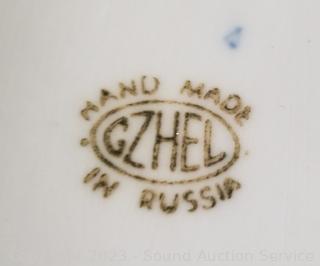 HAND MADE
GZHEL
IN RUSSIA
2023 - Sound Auction Service